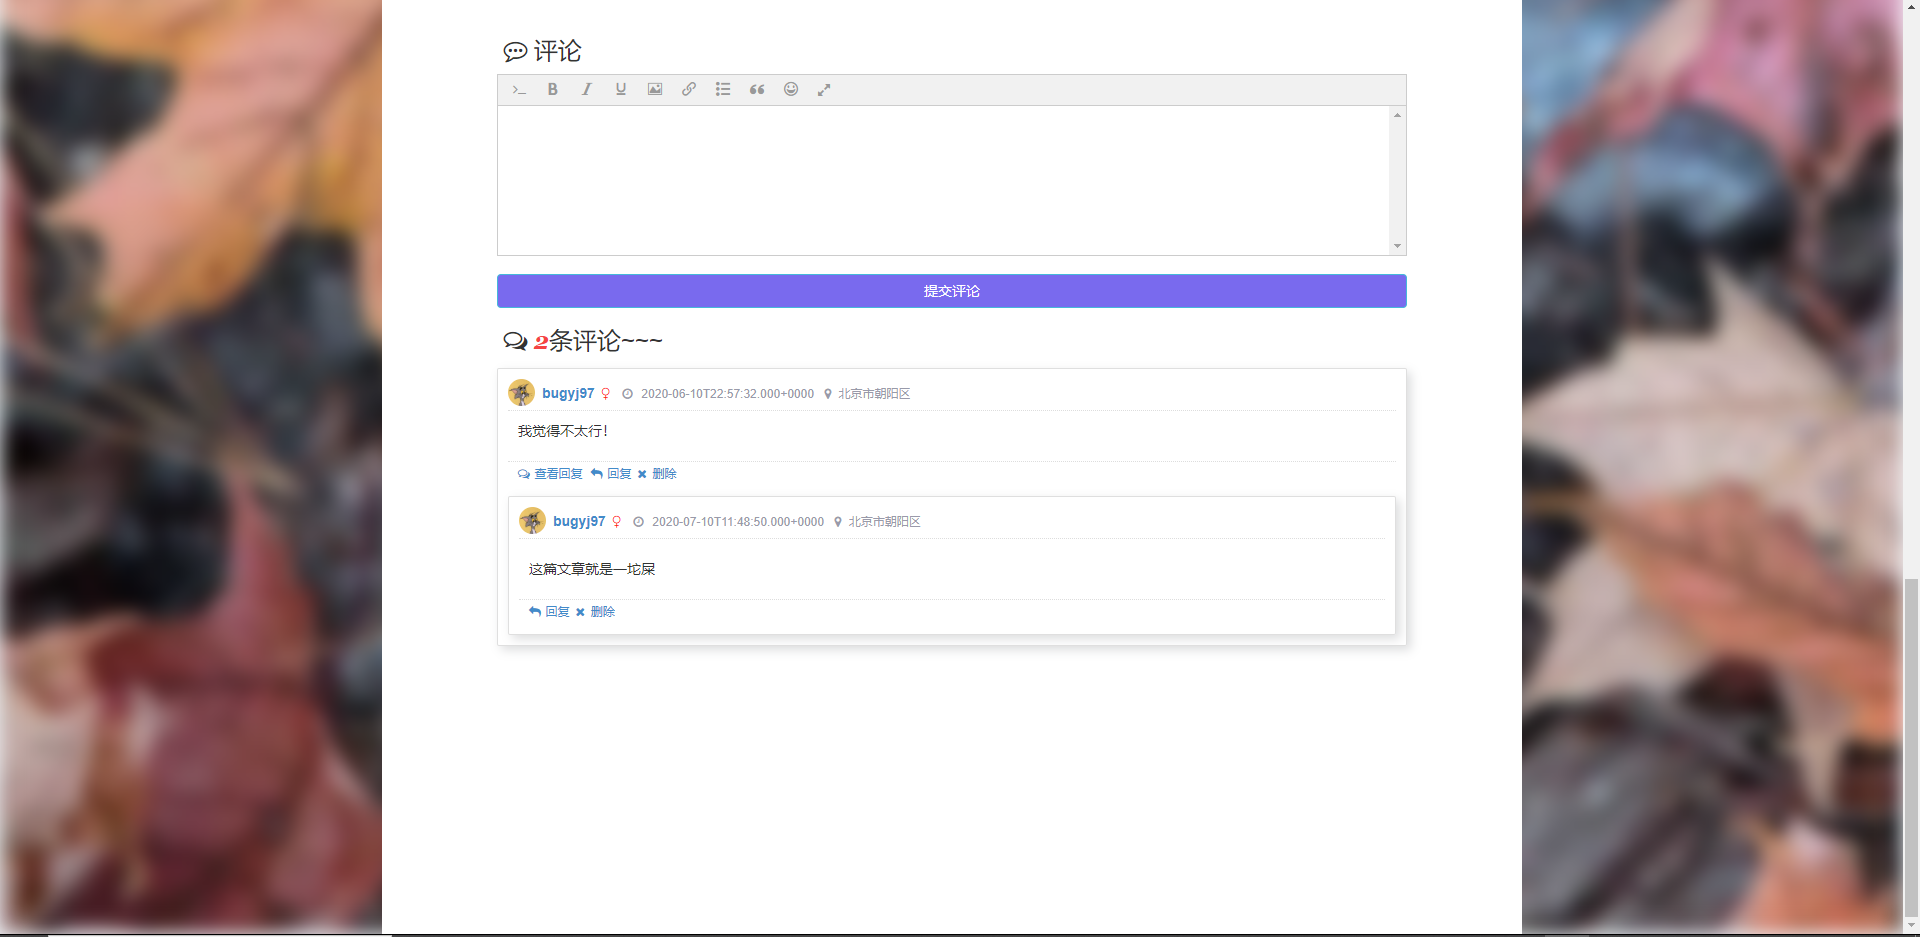 评论
提交评论
2条评论~~~
bugyj97 ♀ 2020-06-10T22:57:32.000+0000 北京市朝阳区
我觉得不太行！
查看回复 回复 删除
bugyj97 ♀ 2020-07-10T11:48:50.000+0000 北京市朝阳区
这篇文章就是一坨屎
回复 删除